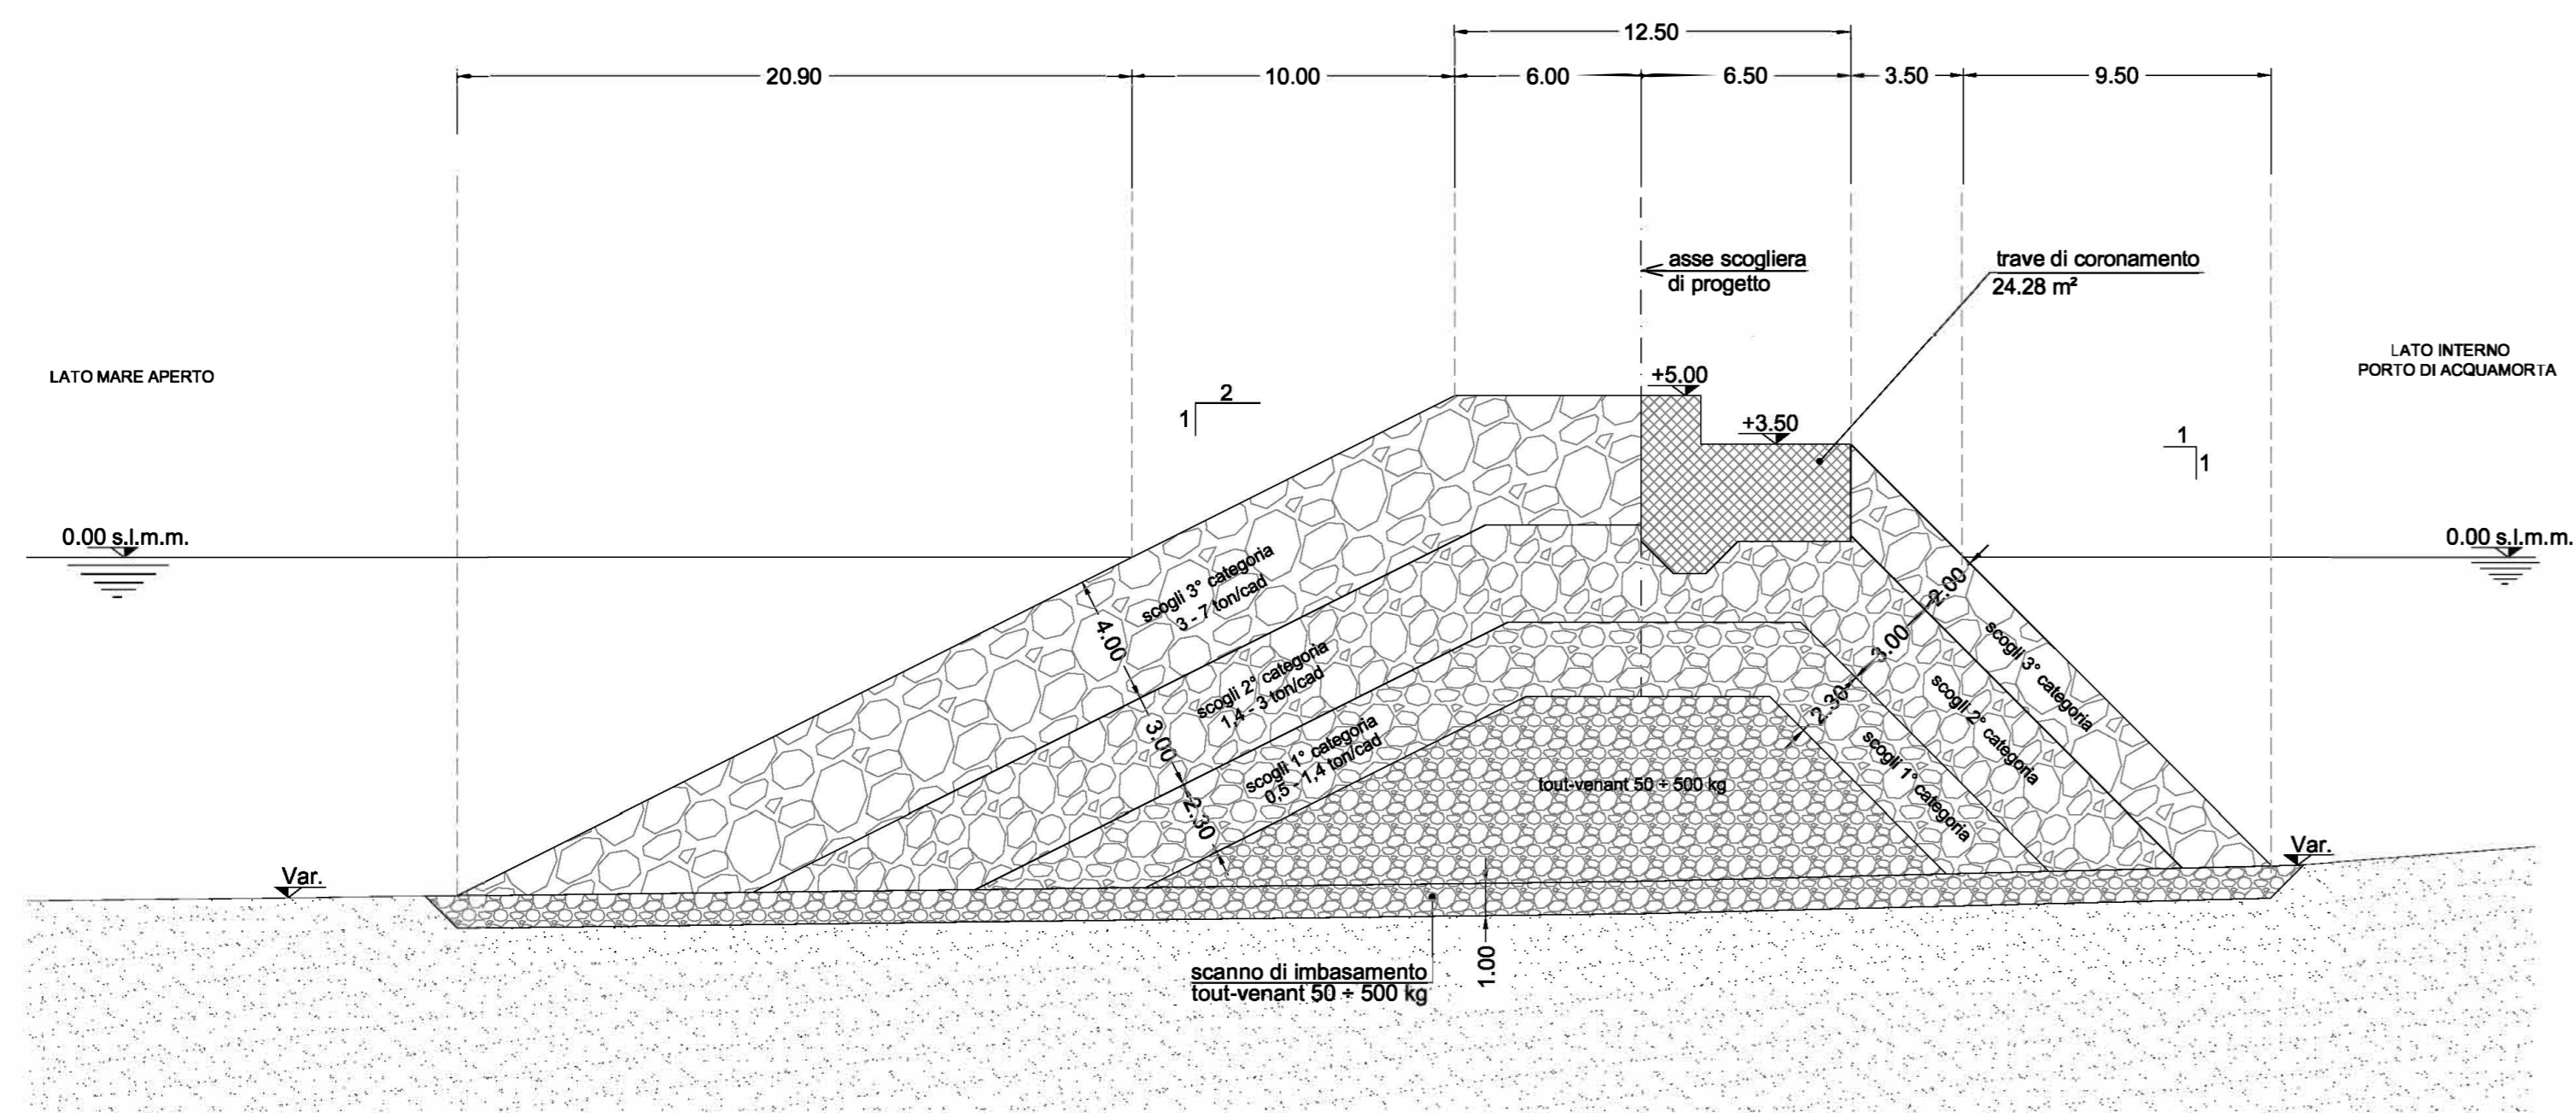 12.50
20.90
10.00
6.00
6.50
3.50
9.50
asse scogliera
di progetto
trave di coronamento
24.28 m²
LATO MARE APERTO
LATO INTERNO
PORTO DI ACQUAMORTA
2
1
+5.00
+3.50
1
1
0.00 s.l.m.m.
0.00 s.l.m.m.
scogli 3° categoria
3 - 7 ton/cad
4.00
scogli 2° categoria
1,4 - 3 ton/cad
3.00
scogli 1° categoria
0,5 - 1,4 ton/cad
2.30
2.00
3.00
2.30
scogli 3° categoria
scogli 2° categoria
scogli 1° categoria
tout-venant 50 ÷ 500 kg
Var.
Var.
scanno di imbasamento
tout-venant 50 ÷ 500 kg
1.00